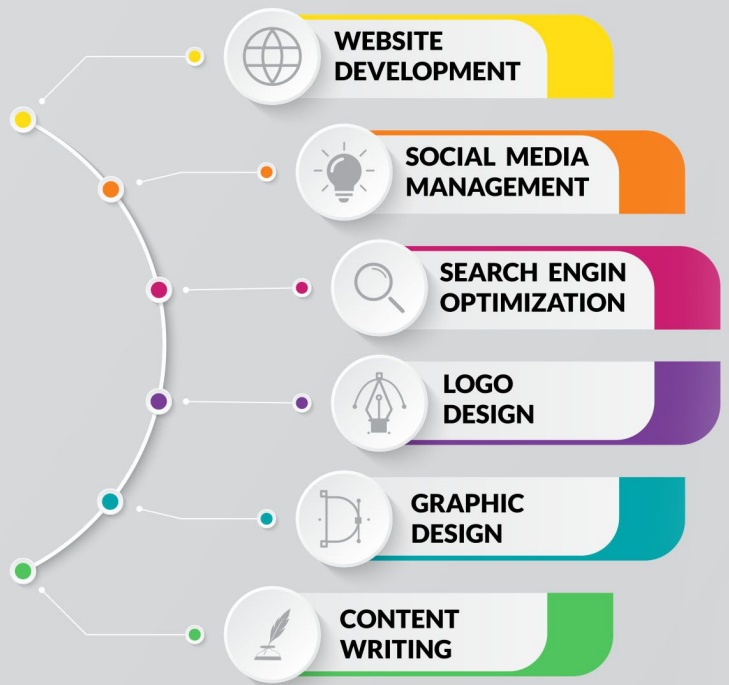 WEBSITE
DEVELOPMENT
SOCIAL MEDIA
MANAGEMENT
SEARCH ENGIN
OPTIMIZATION
LOGO
DESIGN
GRAPHIC
DESIGN
CONTENT
WRITING